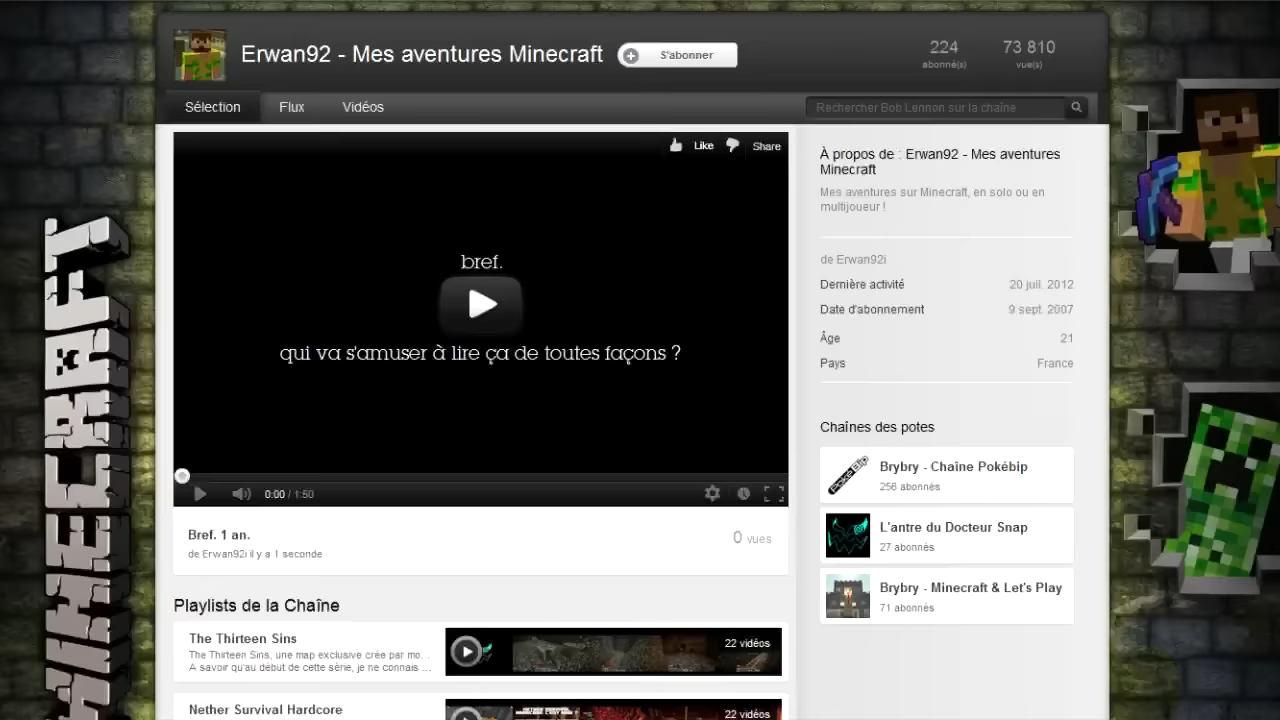 Erwan92 - Mes aventures Minecraft
S'abonner
224
abonné(s)
73 810
vue(s)
Sélection
Flux
Vidéos
Rechercher Bob Lennon sur la chaîne
Like
Share
bref.
qui va s'amuser à lire ça de toutes façons ?
0:00 / 1:50
Bref. 1 an.
de Erwan92i il y a 1 seconde
0 vues
Playlists de la Chaîne
The Thirteen Sins
The Thirteen Sins, une map exclusive crée par mo...
A savoir qu'au début de cette série, je ne connais ...
22 vidéos
Nether Survival Hardcore
22 vidéos
À propos de : Erwan92 - Mes aventures
Minecraft
Mes aventures sur Minecraft, en solo ou en
multijoueur !
de Erwan92i
Dernière activité 20 juil. 2012
Date d'abonnement 9 sept. 2007
Âge 21
Pays France
Chaînes des potes
Brybry - Chaîne Pokébip
256 abonnés
L'antre du Docteur Snap
27 abonnés
Brybry - Minecraft & Let's Play
71 abonnés
MINECRAFT